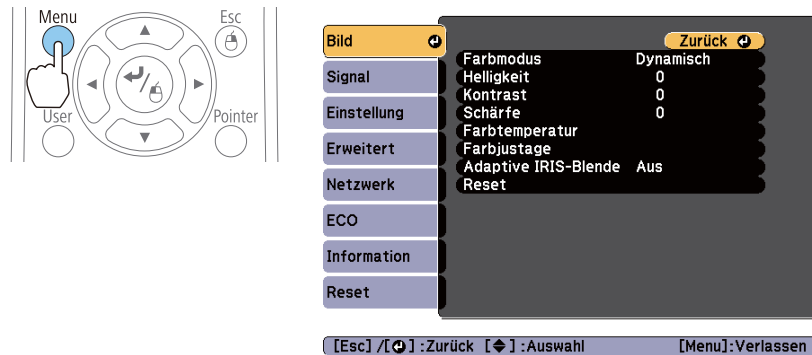 Menu
Esc
User
Pointer
Bild
Signal
Einstellung
Erweitert
Netzwerk
ECO
Information
Reset
Zurück
Farbmodus Dynamisch
Helligkeit 0
Kontrast 0
Schärfe 0
Farbtemperatur
Farbjustage
Adaptive IRIS-Blende Aus
Reset
[Esc] /[ ] :Zurück [ ] :Auswahl [Menu]:Verlassen